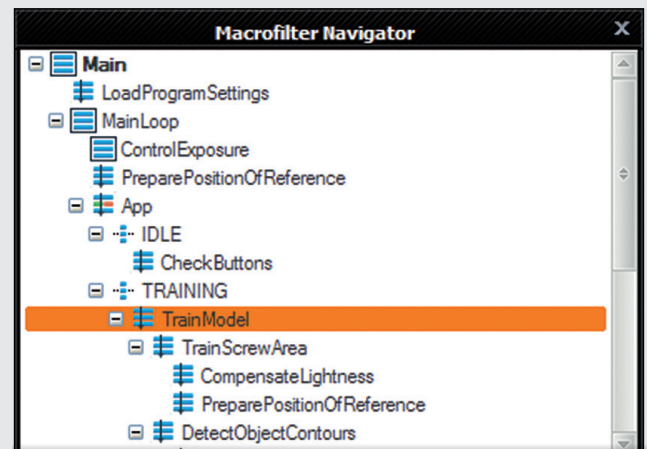 Macrofilter Navigator
Main
LoadProgramSettings
MainLoop
ControlExposure
PreparePositionOfReference
App
IDLE
CheckButtons
TRAINING
TrainModel
TrainScrewArea
CompensateLightness
PreparePositionOfReference
DetectObjectContours